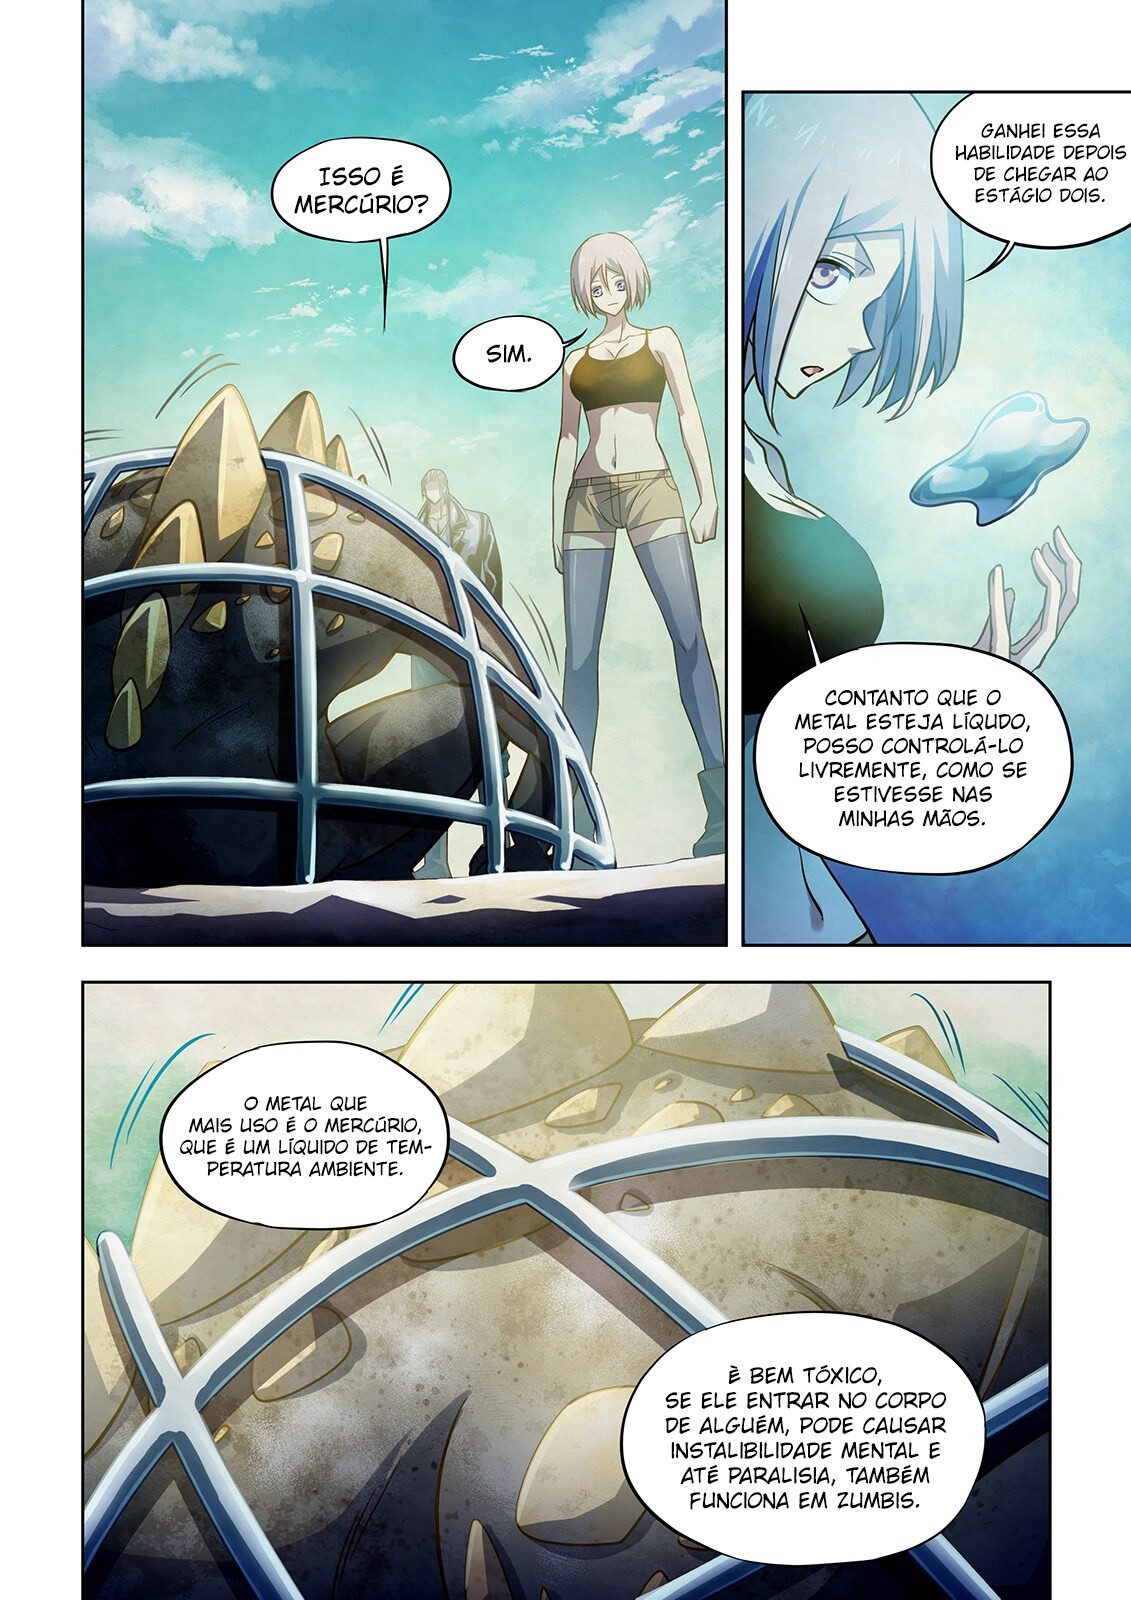 ISSO É
MERCÚRIO?
SIM.
GANHEI ESSA
HABILIDADE DEPOIS
DE CHEGAR AO
ESTÁGIO DOIS.
CONTANTO QUE O
METAL ESTEJA LÍQUDO,
POSSO CONTROLÁ-LO
LIVREMENTE, COMO SE
ESTIVESSE NAS
MINHAS MÃOS.
O METAL QUE
MAIS USO É O MERCÚRIO,
QUE É UM LÍQUIDO DE TEM-
PERATURA AMBIENTE.
È BEM TÓXICO,
SE ELE ENTRAR NO CORPO
DE ALGUÉM, PODE CAUSAR
INSTALIBILIDADE MENTAL E
ATÉ PARALISIA, TAMBÉM
FUNCIONA EM ZUMBIS.